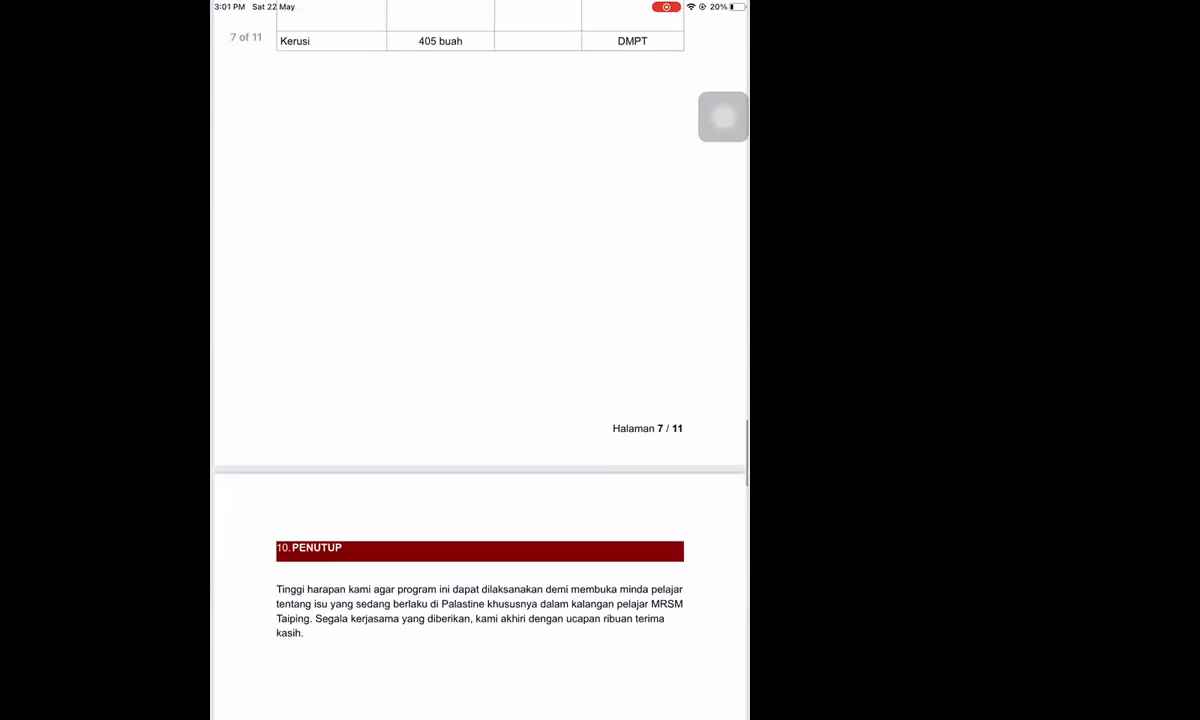 3:01 PM Sat 22 May 20%
7 of 11
Kerusi 405 buah DMPT
Halaman 7 / 11
10. PENUTUP
Tinggi harapan kami agar program ini dapat dilaksanakan demi membuka minda pelajar
tentang isu yang sedang berlaku di Palastine khususnya dalam kalangan pelajar MRSM
Taiping. Segala kerjasama yang diberikan, kami akhiri dengan ucapan ribuan terima
kasih.